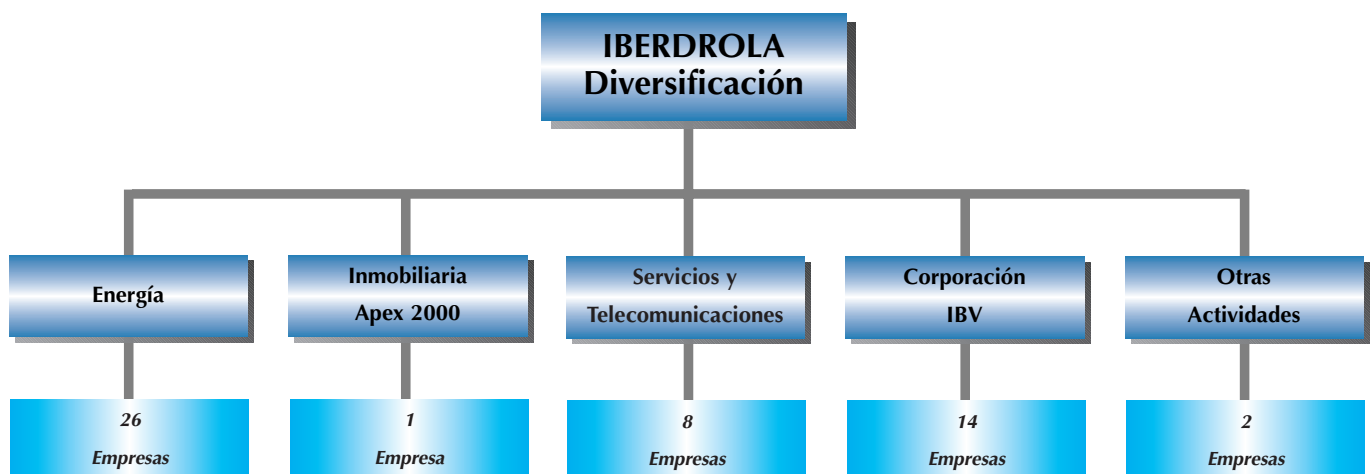 IBERDROLA
Diversificación
Energía
Inmobiliaria
Apex 2000
Servicios y
Telecomunicaciones
Corporación
IBV
Otras
Actividades
26
Empresas
1
Empresa
8
Empresas
14
Empresas
2
Empresas